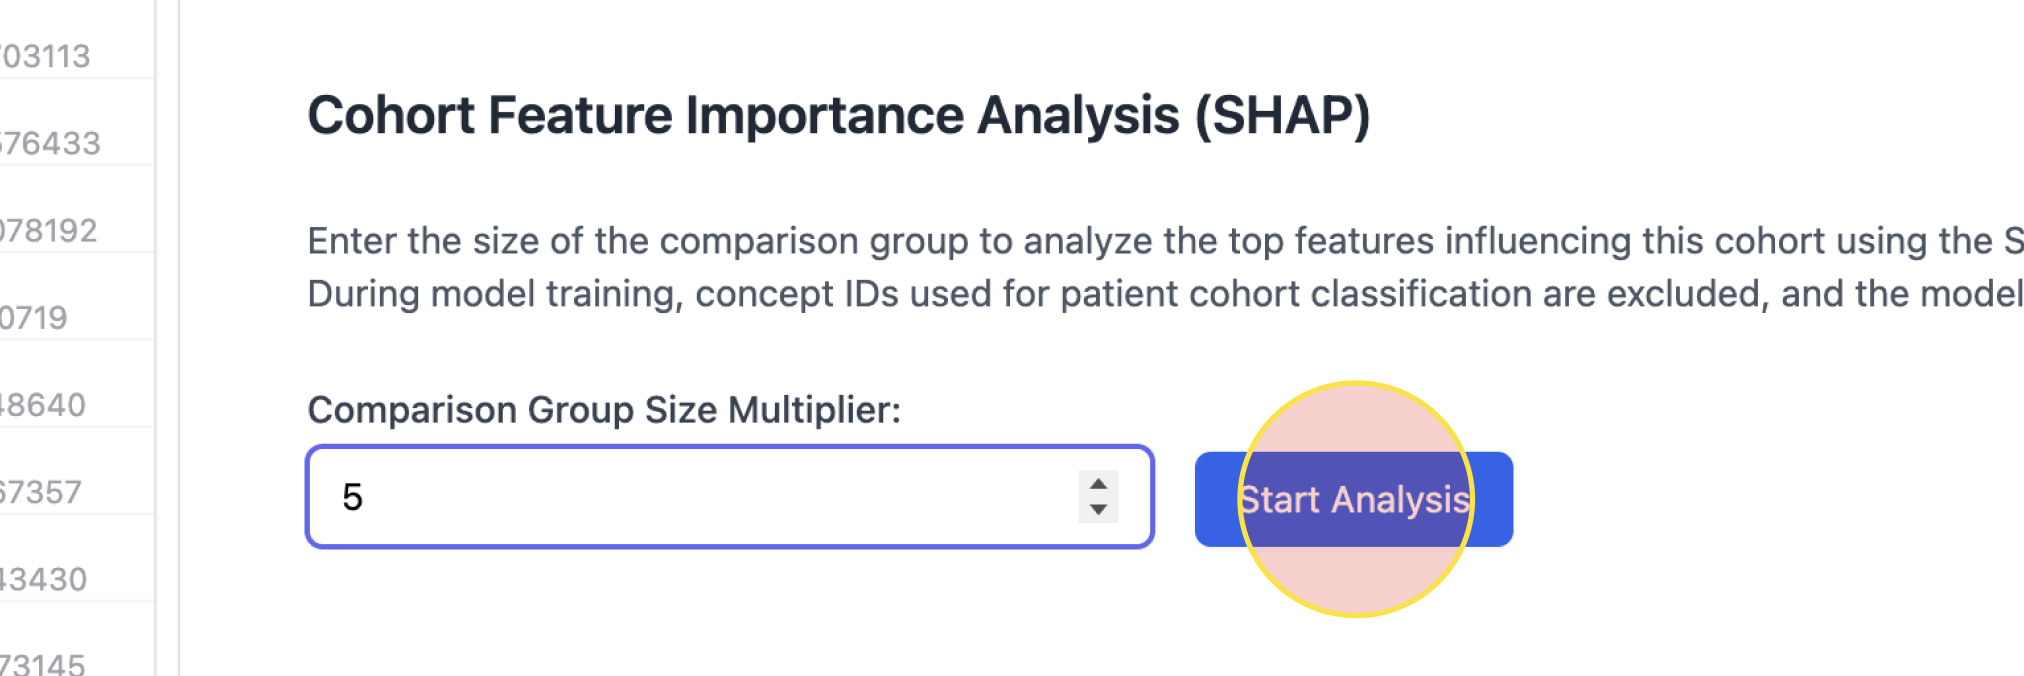 03113
76433
78192
0719
8640
67357
43430
73145
Cohort Feature Importance Analysis (SHAP)
Enter the size of the comparison group to analyze the top features influencing this cohort using the S
During model training, concept IDs used for patient cohort classification are excluded, and the model
Comparison Group Size Multiplier:
5
Start Analysis